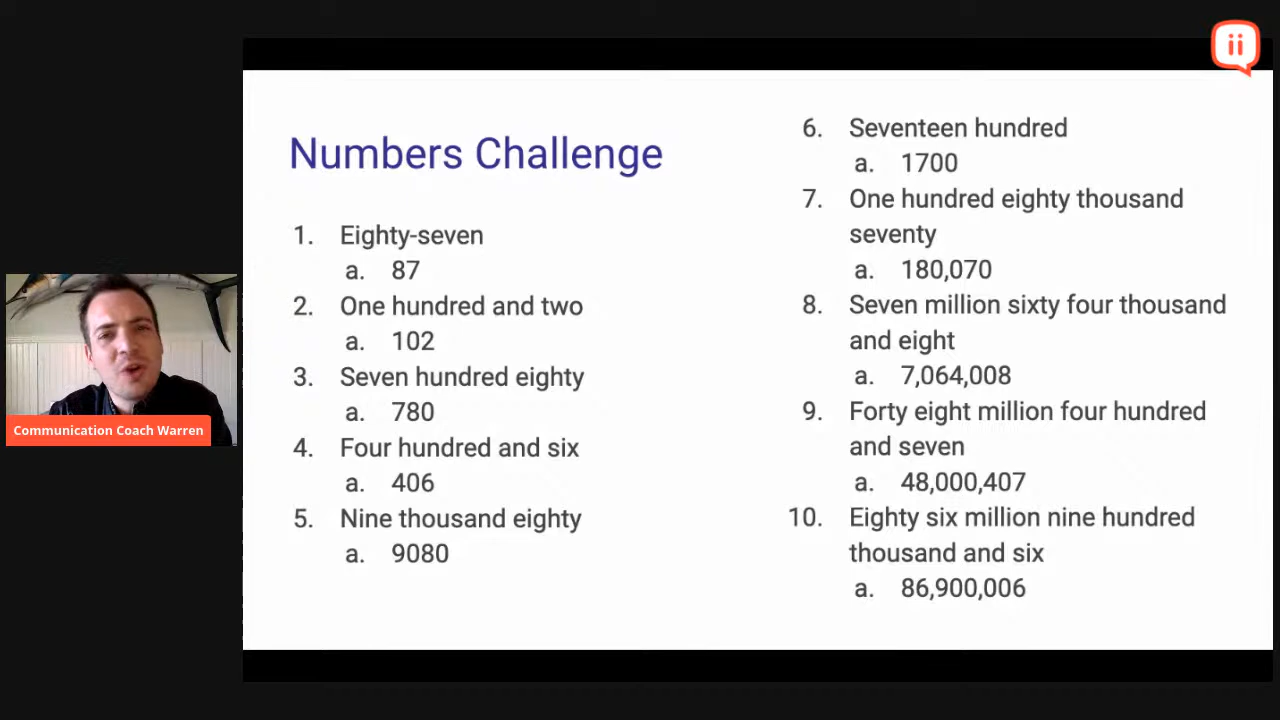 ii
Numbers Challenge
1. Eighty-seven
a. 87
2. One hundred and two
a. 102
3. Seven hundred eighty
a. 780
4. Four hundred and six
a. 406
5. Nine thousand eighty
a. 9080
6. Seventeen hundred
a. 1700
7. One hundred eighty thousand
seventy
a. 180,070
8. Seven million sixty four thousand
and eight
a. 7,064,008
9. Forty eight million four hundred
and seven
a. 48,000,407
10. Eighty six million nine hundred
thousand and six
a. 86,900,006
Communication Coach Warren